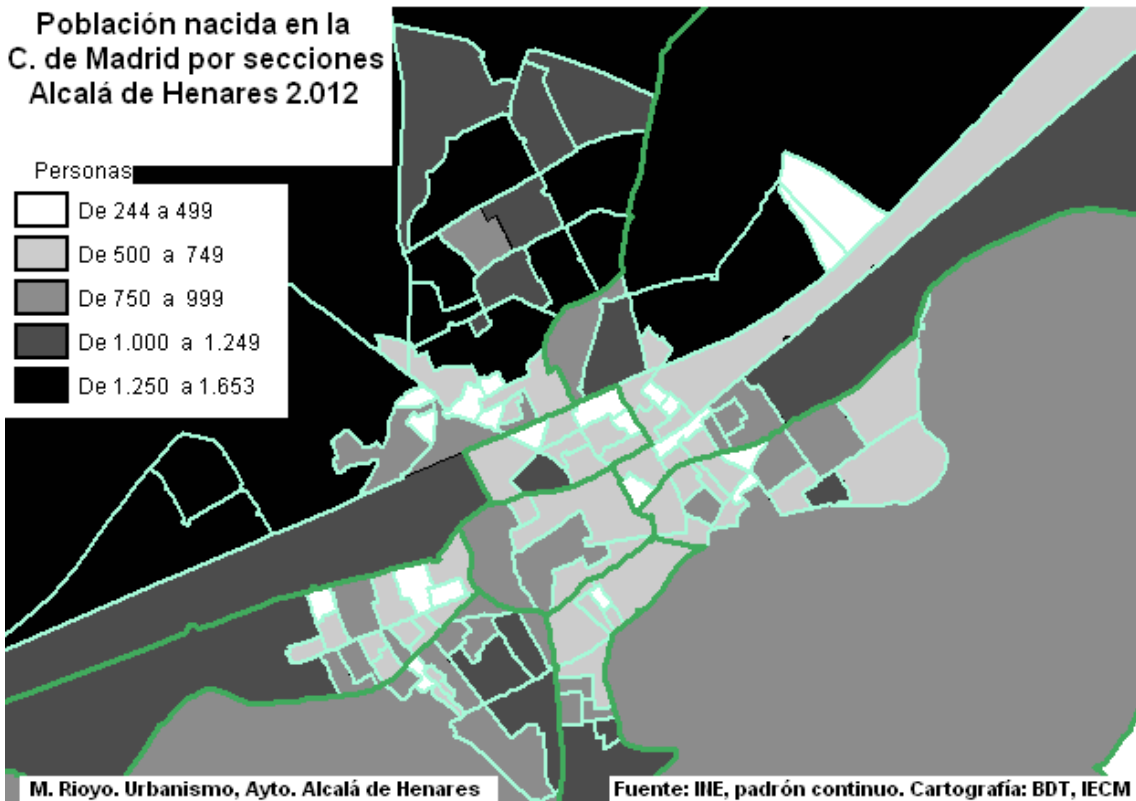 Población nacida en la
C. de Madrid por secciones
Alcalá de Henares 2.012
Personas
De 244 a 499
De 500 a 749
De 750 a 999
De 1.000 a 1.249
De 1.250 a 1.653
M. Rioyo. Urbanismo, Ayto. Alcalá de Henares
Fuente: INE, padrón continuo. Cartografía: BDT, IECM